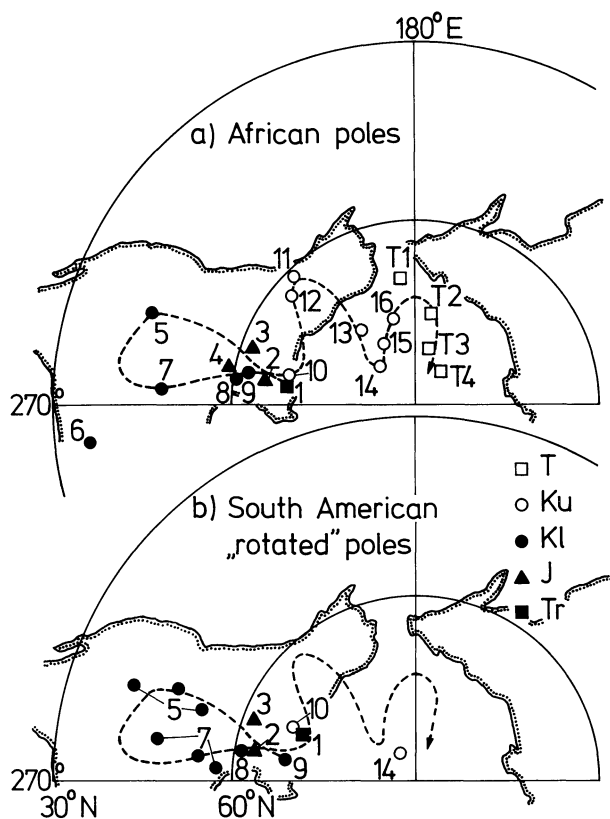 180°E
a) African poles
11
T1
12
16
T2
5
3
13
15
T3
4
2
10
14
T4
7
8
9
1
270°
6
b) South American
„rotated” poles
T
Ku
Kl
J
Tr
5
3
10
7
2
1
8
9
14
270°
30°N
60°N